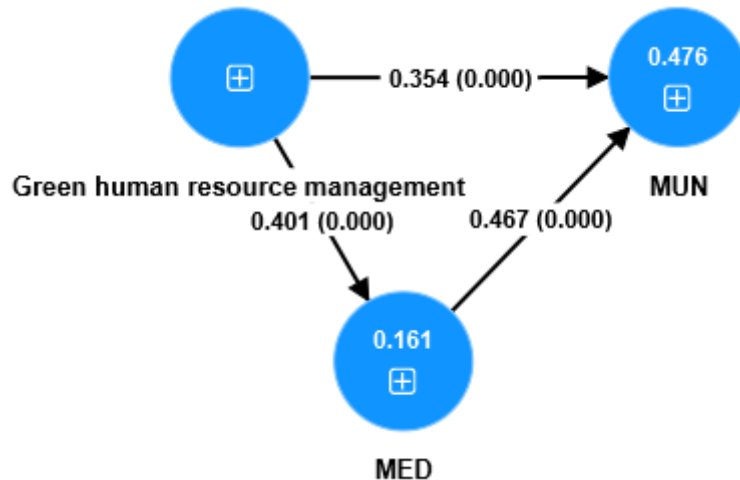 0.476
0.354 (0.000)
Green human resource management
MUN
0.401 (0.000)
0.467 (0.000)
0.161
MED